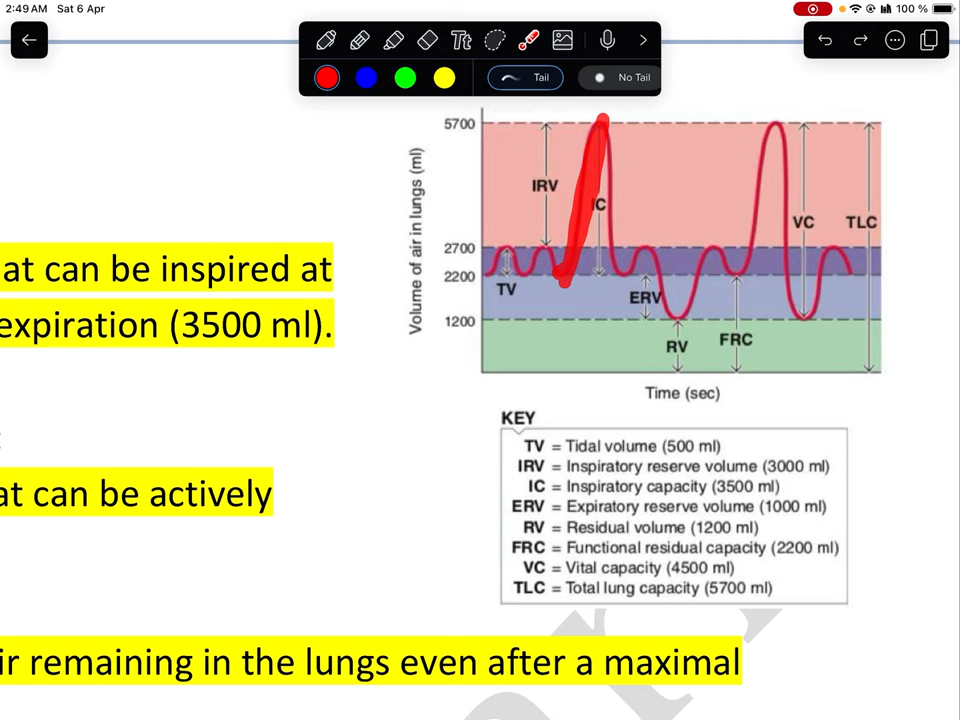 2:49 AM Sat 6 Apr
100 %
Tt
Tail
No Tail
5700
IRV
IC
VC
TLC
Volume of air in lungs (ml)
2700
2200
TV
ERV
1200
RV
FRC
Time (sec)
at can be inspired at
expiration (3500 ml).
:
at can be actively
KEY
TV = Tidal volume (500 ml)
IRV = Inspiratory reserve volume (3000 ml)
IC = Inspiratory capacity (3500 ml)
ERV = Expiratory reserve volume (1000 ml)
RV = Residual volume (1200 ml)
FRC = Functional residual capacity (2200 ml)
VC = Vital capacity (4500 ml)
TLC = Total lung capacity (5700 ml)
ir remaining in the lungs even after a maximal